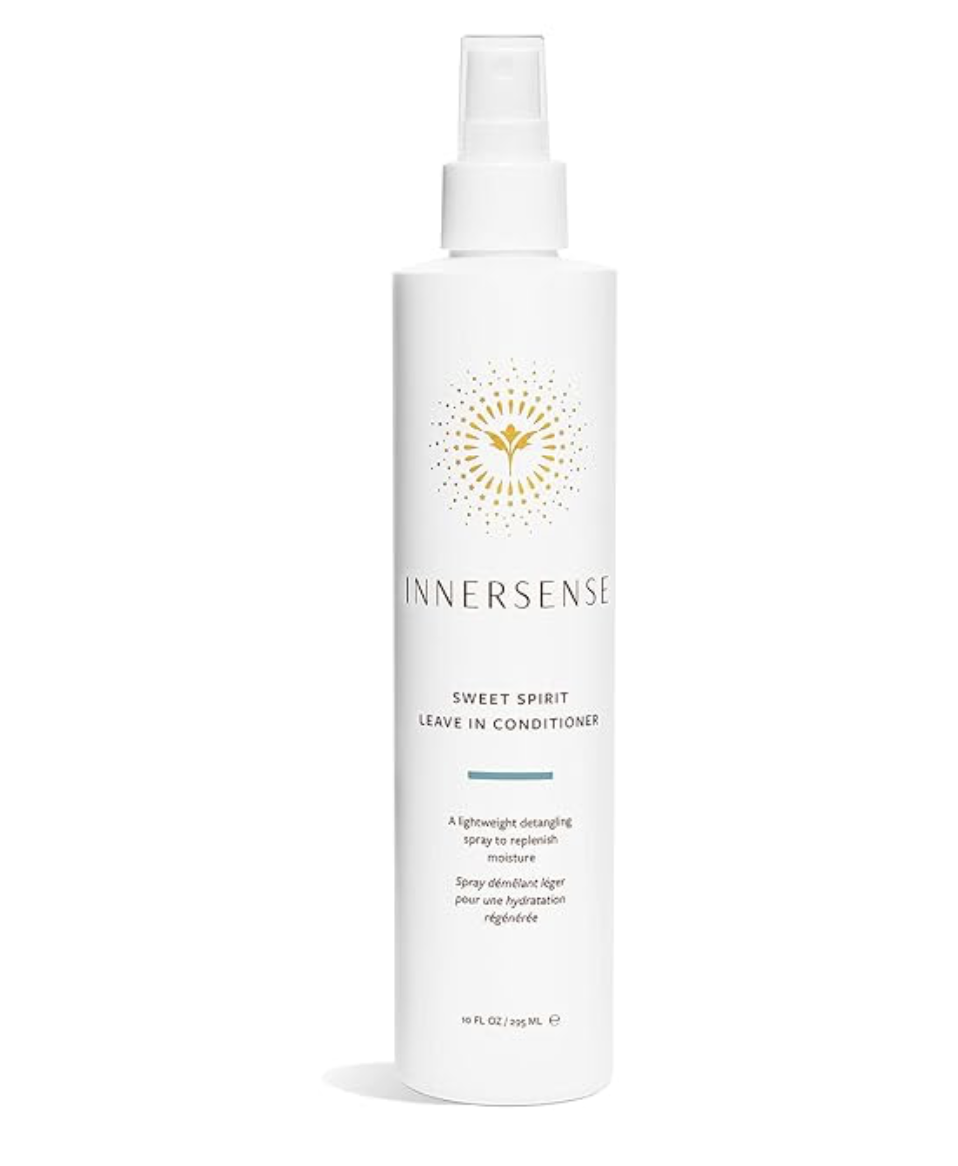 INNERSENSE
SWEET SPIRIT
LEAVE IN CONDITIONER
A lightweight detangling
spray to replenish
moisture
Spray démêlant léger
pour une hydratation
régénérée
10 FL OZ / 295 ML ℮